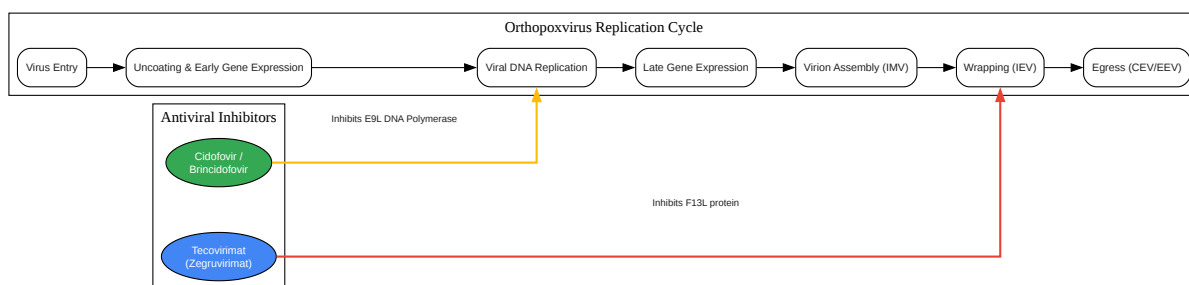 Orthopoxvirus Replication Cycle
Virus Entry
Uncoating & Early Gene Expression
Viral DNA Replication
Late Gene Expression
Virion Assembly (IMV)
Wrapping (IEV)
Egress (CEV/EEV)
Antiviral Inhibitors
Inhibits E9L DNA Polymerase
Cidofovir /
Brincidofovir
Inhibits F13L protein
Tecovirimat
(Zegruvirimat)